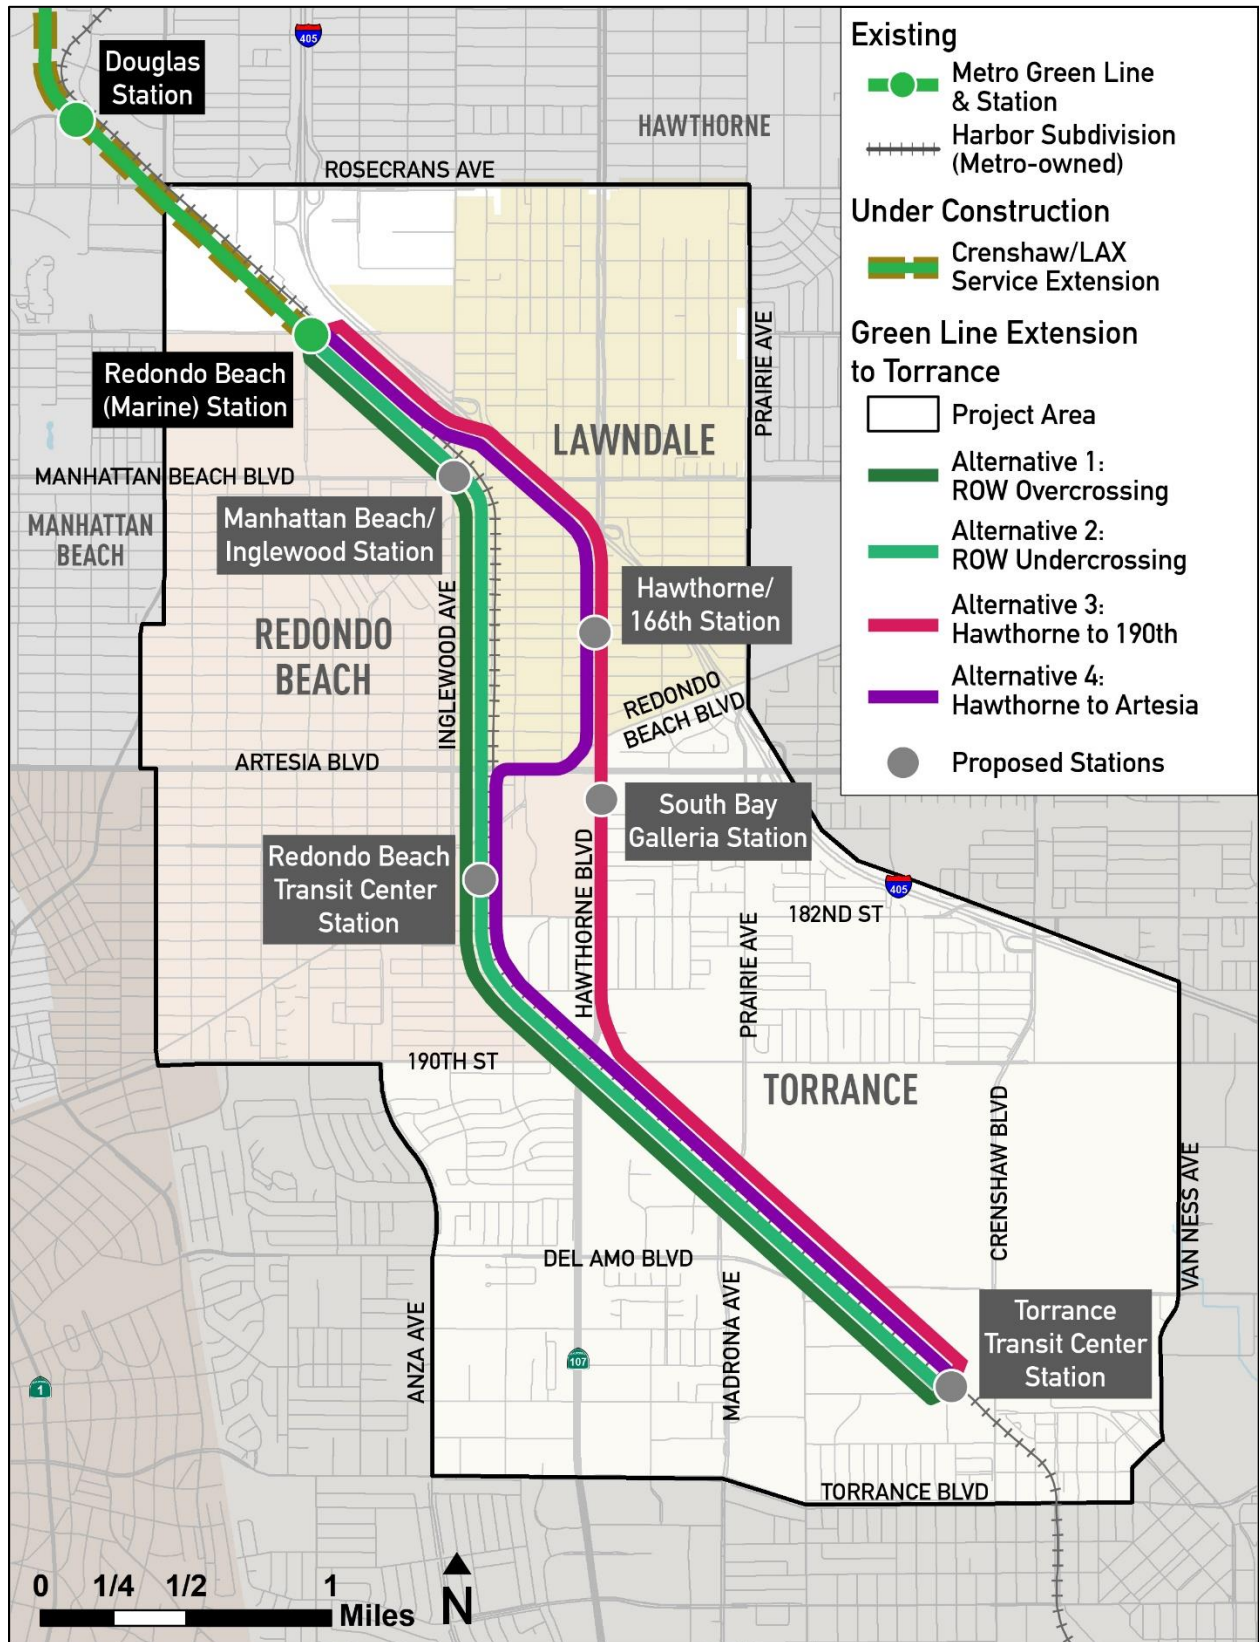 Douglas
Station
405
HAWTHORNE
ROSECRANS AVE
PRAIRIE AVE
Redondo Beach
(Marine) Station
LAWNDALE
MANHATTAN BEACH BLVD
MANHATTAN
BEACH
Manhattan Beach/
Inglewood Station
INGLEWOOD AVE
Hawthorne/
166th Station
REDONDO
BEACH
REDONDO
BEACH BLVD
ARTESIA BLVD
South Bay
Galleria Station
Redondo Beach
Transit Center
Station
HAWTHORNE BLVD
405
182ND ST
PRAIRIE AVE
190TH ST
TORRANCE
CRENSHAW BLVD
VAN NESS AVE
DEL AMO BLVD
MADRONA AVE
ANZA AVE
107
1
Torrance
Transit Center
Station
TORRANCE BLVD
0 1/4 1/2 1
Miles
N
Existing
Metro Green Line
& Station
Harbor Subdivision
(Metro-owned)
Under Construction
Crenshaw/LAX
Service Extension
Green Line Extension
to Torrance
Project Area
Alternative 1:
ROW Overcrossing
Alternative 2:
ROW Undercrossing
Alternative 3:
Hawthorne to 190th
Alternative 4:
Hawthorne to Artesia
Proposed Stations